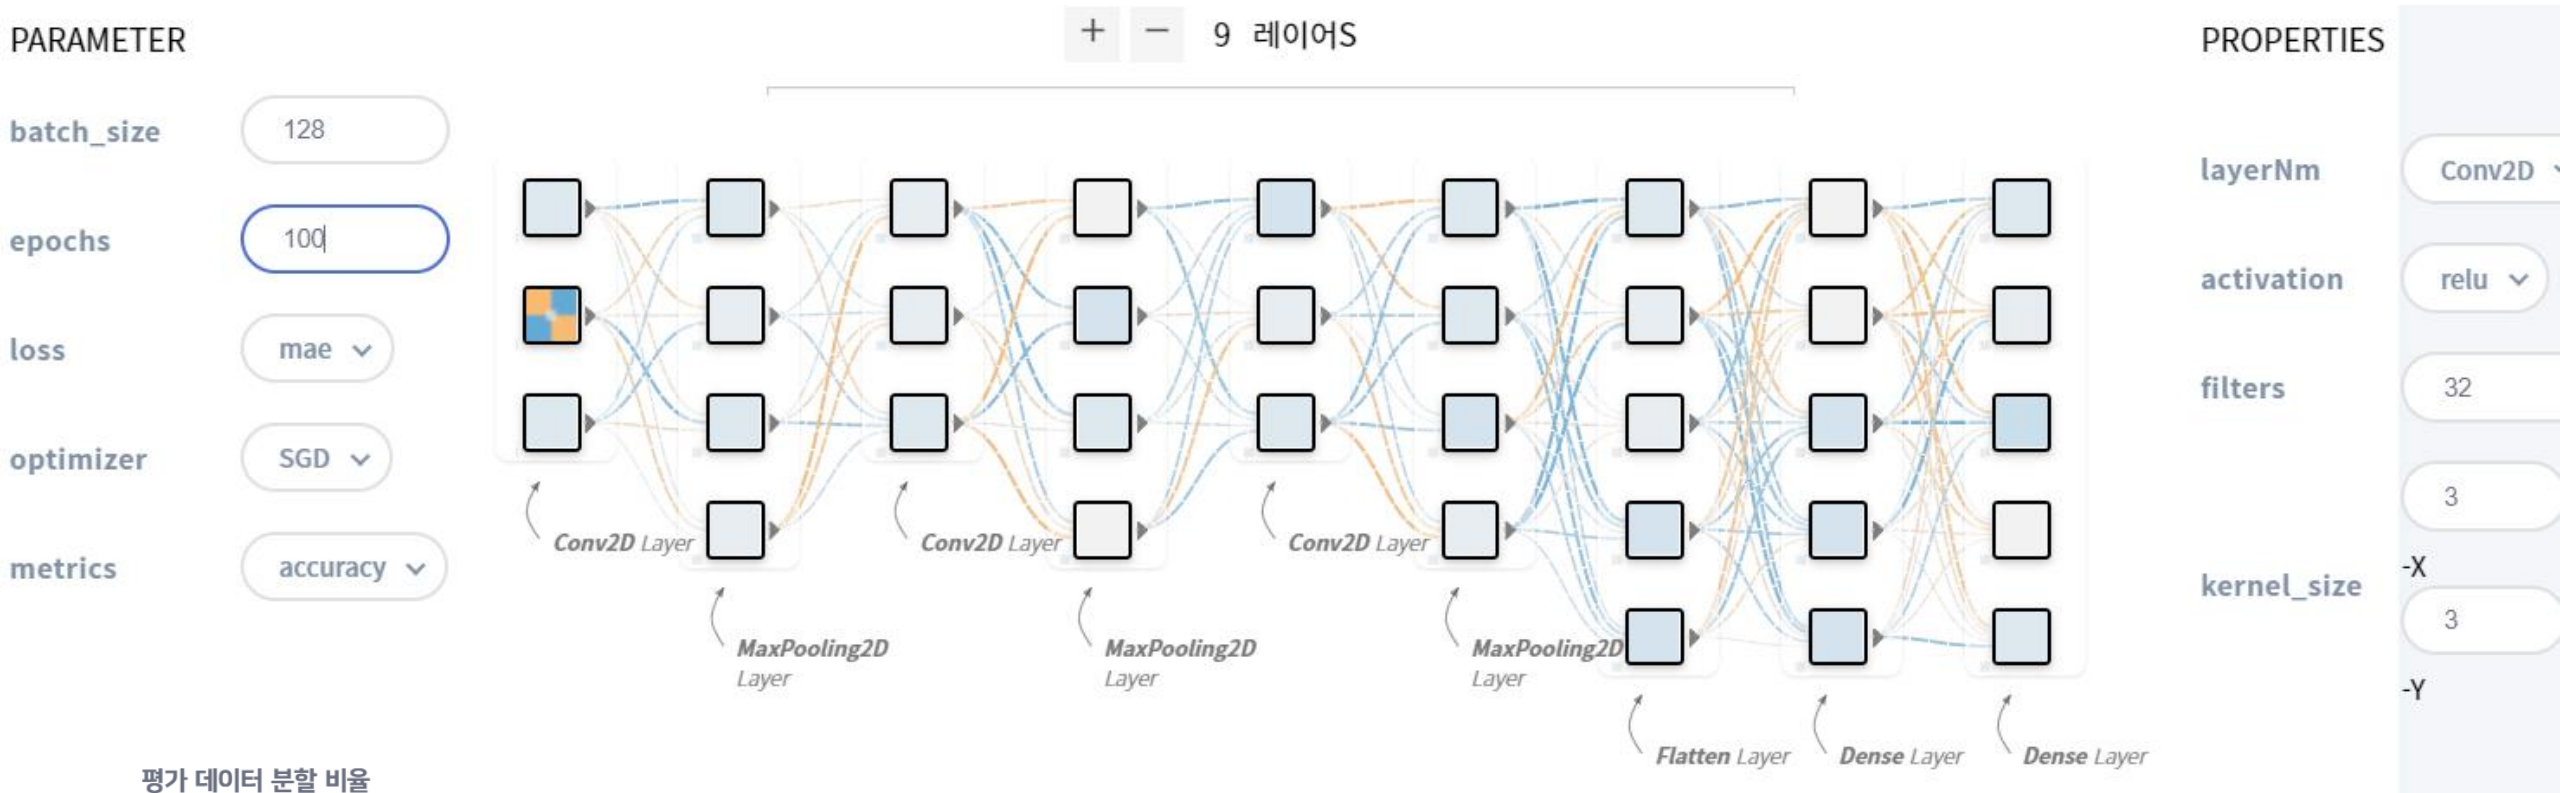 PARAMETER
batch_size 128
epochs 100
loss mae
optimizer SGD
metrics accuracy
평가 데이터 분할 비율
+ − 9 레이어S
Conv2D Layer
MaxPooling2D
Layer
Conv2D Layer
MaxPooling2D
Layer
Conv2D Layer
MaxPooling2D
Layer
Flatten Layer
Dense Layer
Dense Layer
PROPERTIES
layerNm Conv2D
activation relu
filters 32
kernel_size
3
-X
3
-Y